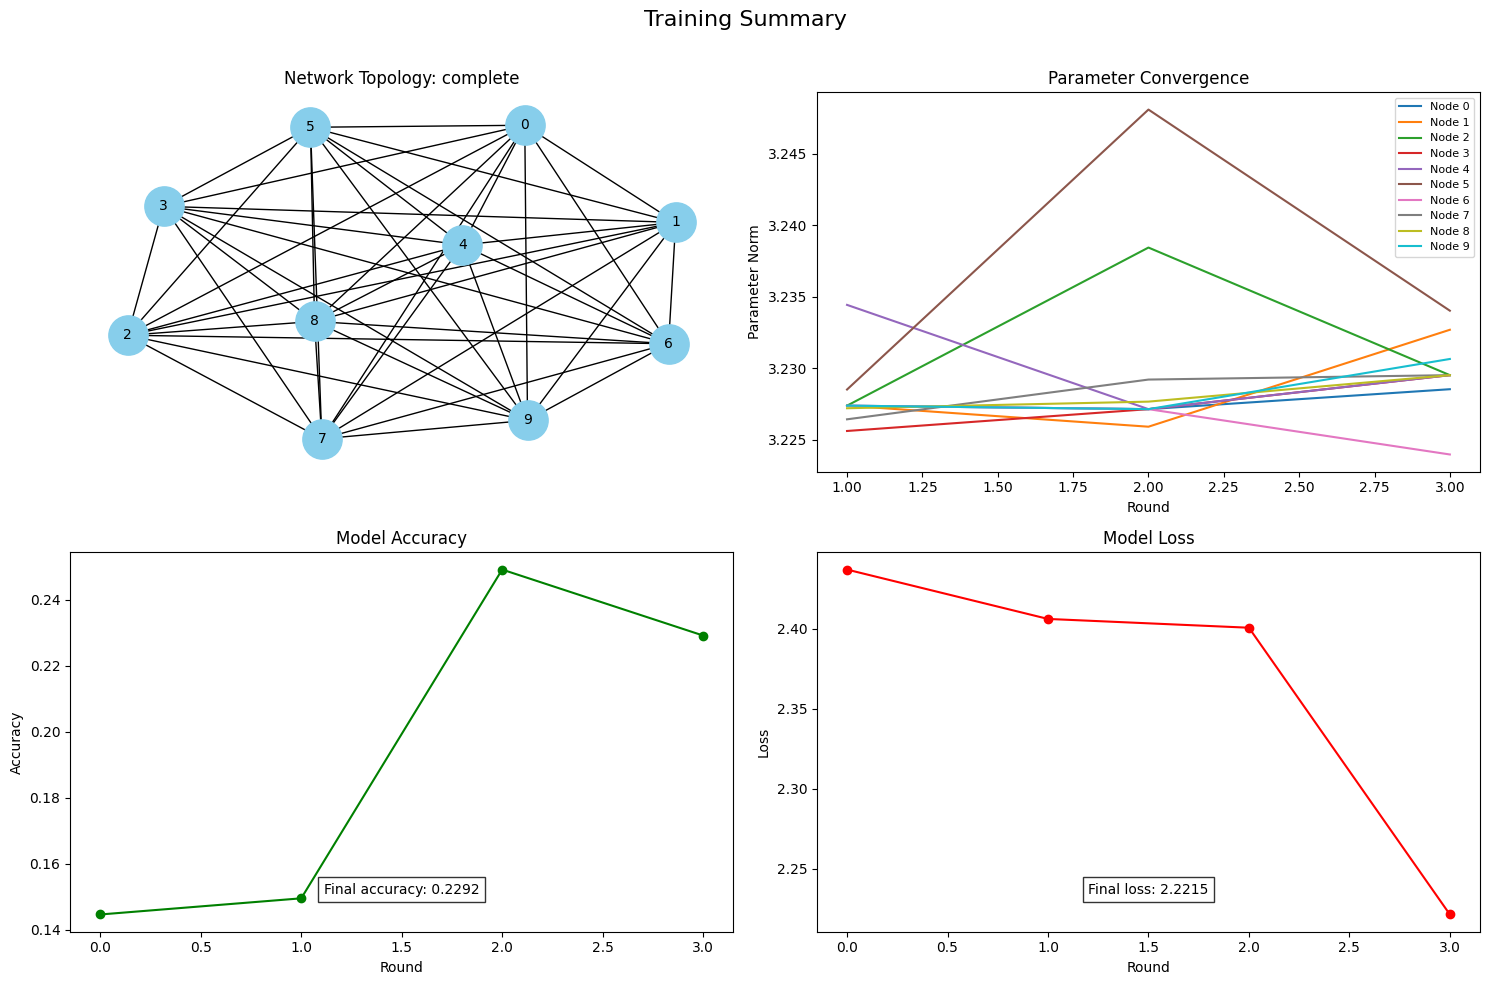 Training Summary
Network Topology: complete
5
0
3
1
4
8
2
6
9
7
Parameter Convergence
Parameter Norm
3.245
3.240
3.235
3.230
3.225
Node 0
Node 1
Node 2
Node 3
Node 4
Node 5
Node 6
Node 7
Node 8
Node 9
1.00 1.25 1.50 1.75 2.00 2.25 2.50 2.75 3.00
Round
Model Accuracy
Accuracy
0.24
0.22
0.20
0.18
0.16
0.14
Final accuracy: 0.2292
0.0 0.5 1.0 1.5 2.0 2.5 3.0
Round
Model Loss
Loss
2.40
2.35
2.30
2.25
Final loss: 2.2215
0.0 0.5 1.0 1.5 2.0 2.5 3.0
Round